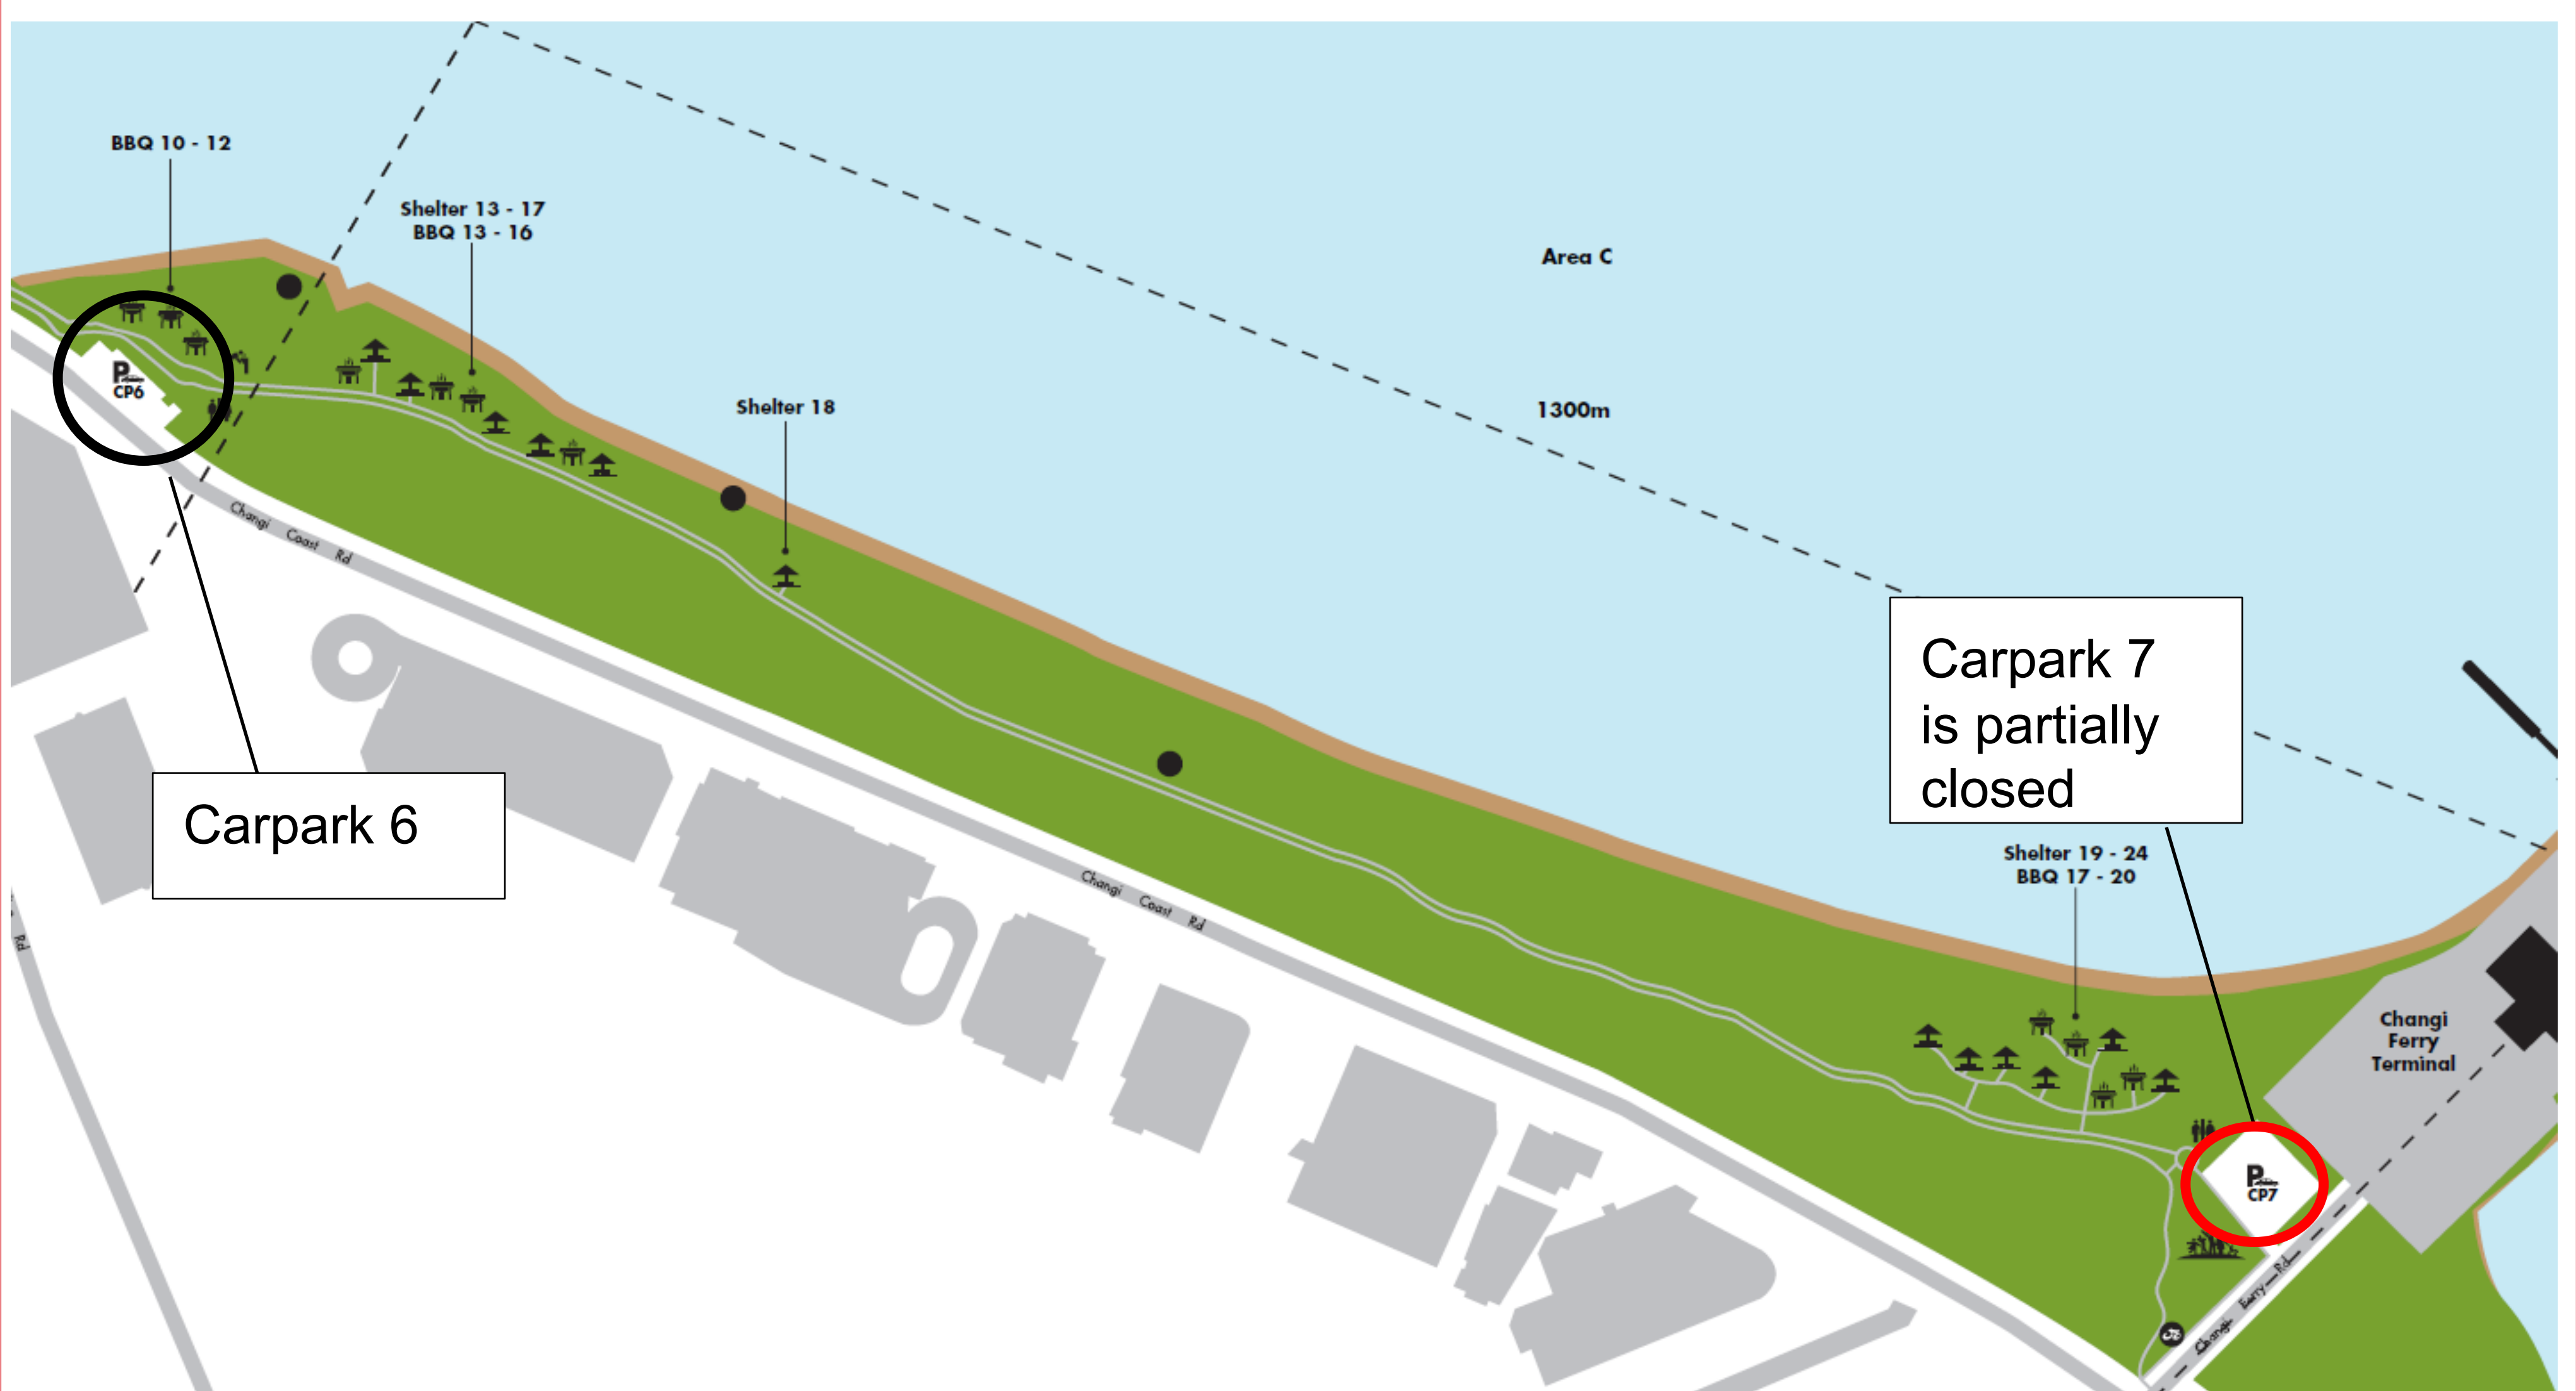 BBQ 10 - 12
Shelter 13 - 17
BBQ 13 - 16
Area C
1300m
Shelter 18
P
CP6
Changi Coast Rd
Carpark 6
Carpark 7
is partially
closed
Shelter 19 - 24
BBQ 17 - 20
Changi Coast Rd
Rd
Changi
Ferry
Terminal
P
CP7
Changi Ferry Rd